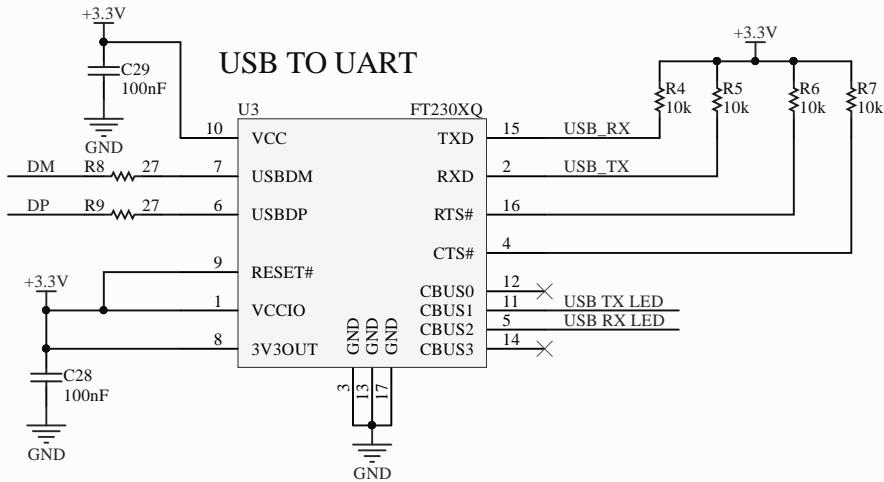 +3.3V
C29
100nF
GND
USB TO UART
+3.3V
R4
10k
R5
10k
R6
10k
R7
10k
U3
FT230XQ
10
VCC
TXD
15
USB_RX
DM
R8
27
7
USBDM
RXD
2
USB_TX
DP
R9
27
6
USBDP
RTS#
16
CTS#
4
9
RESET#
+3.3V
CBUS0
12
1
VCCIO
CBUS1
11
USB TX LED
CBUS2
5
USB RX LED
8
3V3OUT
CBUS3
14
GND
GND
GND
C28
100nF
3
13
17
GND
GND